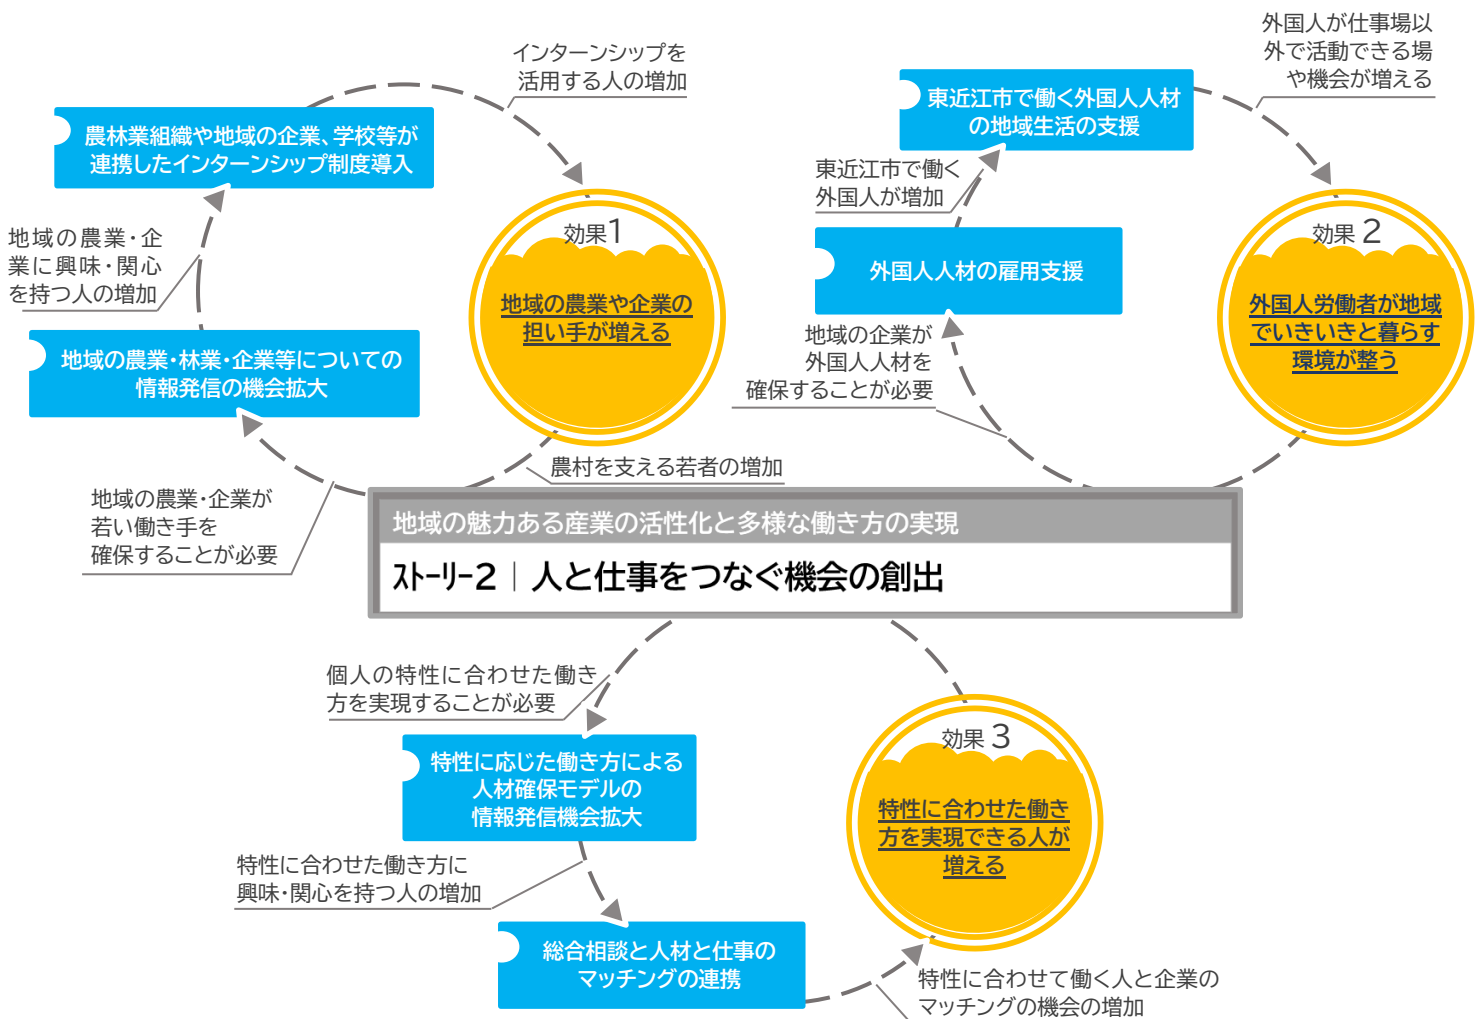 インターンシップを
活用する人の増加
農林業組織や地域の企業、学校等が
連携したインターンシップ制度導入
地域の農業・企
業に興味・関心
を持つ人の増加
地域の農業・林業・企業等についての
情報発信の機会拡大
地域の農業・企業が
若い働き手を
確保することが必要
効果1
地域の農業や企業の
担い手が増える
農村を支える若者の増加
外国人が仕事場以
外で活動できる場
や機会が増える
東近江市で働く外国人人材
の地域生活の支援
東近江市で働く
外国人が増加
外国人人材の雇用支援
地域の企業が
外国人人材を
確保することが必要
効果 2
外国人労働者が地域
でいきいきと暮らす
環境が整う
地域の魅力ある産業の活性化と多様な働き方の実現
ｽﾄｰﾘｰ2｜人と仕事をつなぐ機会の創出
個人の特性に合わせた働き
方を実現することが必要
特性に応じた働き方による
人材確保モデルの
情報発信機会拡大
特性に合わせた働き方に
興味・関心を持つ人の増加
総合相談と人材と仕事の
マッチングの連携
効果 3
特性に合わせた働き
方を実現できる人が
増える
特性に合わせて働く人と企業の
マッチングの機会の増加